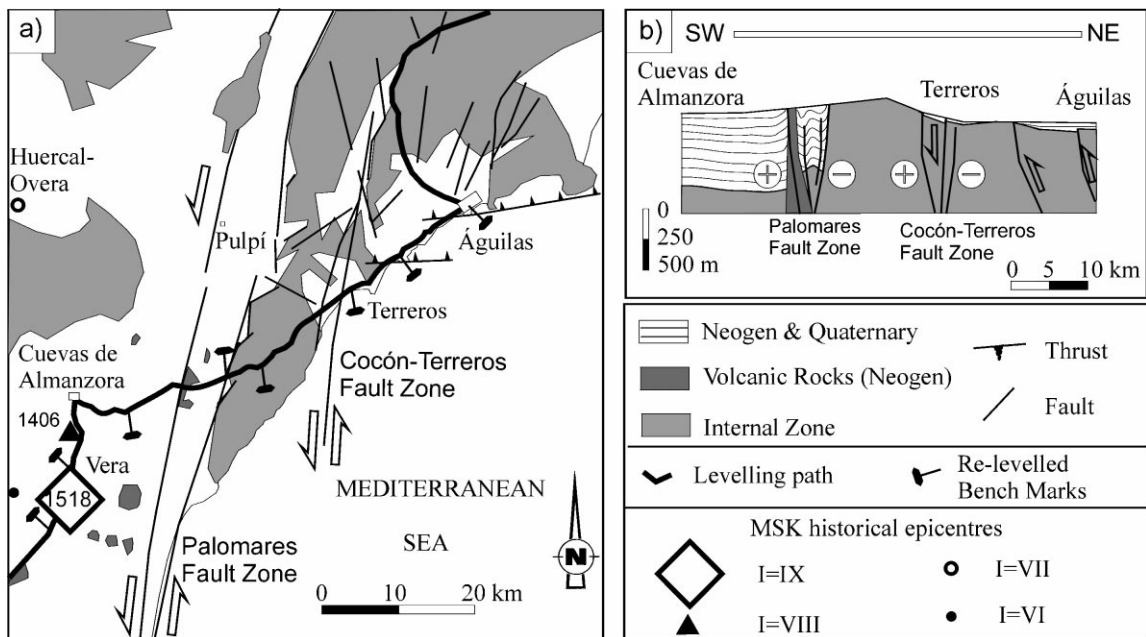 a)
Huercal-
Overa
Pulpí
Águilas
Terreros
Cuevas de
Almanzora
Cocón-Terreros
Fault Zone
1406
Vera
1518
MEDITERRANEAN
SEA
Palomares
Fault Zone
N
0 10 20 km
b)
SW NE
Cuevas de
Almanzora
Terreros
Águilas
+ − + −
0
250
500 m
Palomares
Fault Zone
Cocón-Terreros
Fault Zone
0 5 10 km
Neogen & Quaternary
Thrust
Volcanic Rocks (Neogen)
Fault
Internal Zone
Levelling path
Re-levelled
Bench Marks
MSK historical epicentres
I=IX
I=VII
I=VIII
I=VI